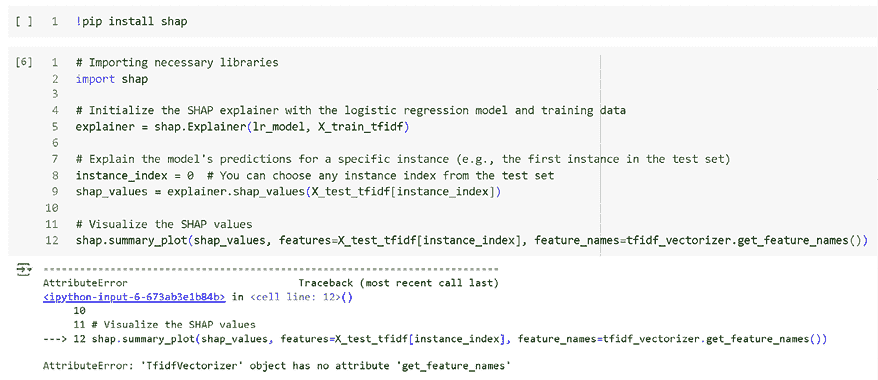 [ ] 1 !pip install shap
[6] 1 # Importing necessary libraries
2 import shap
3
4 # Initialize the SHAP explainer with the logistic regression model and training data
5 explainer = shap.Explainer(lr_model, X_train_tfidf)
6
7 # Explain the model's predictions for a specific instance (e.g., the first instance in the test set)
8 instance_index = 0  # You can choose any instance index from the test set
9 shap_values = explainer.shap_values(X_test_tfidf[instance_index])
10
11 # Visualize the SHAP values
12 shap.summary_plot(shap_values, features=X_test_tfidf[instance_index], feature_names=tfidf_vectorizer.get_feature_names())
---------------------------------------------------------------------------
AttributeError                            Traceback (most recent call last)
<ipython-input-6-673ab3e1b84b> in <cell line: 12>()
     10
     11 # Visualize the SHAP values
---> 12 shap.summary_plot(shap_values, features=X_test_tfidf[instance_index], feature_names=tfidf_vectorizer.get_feature_names())
AttributeError: 'TfidfVectorizer' object has no attribute 'get_feature_names'